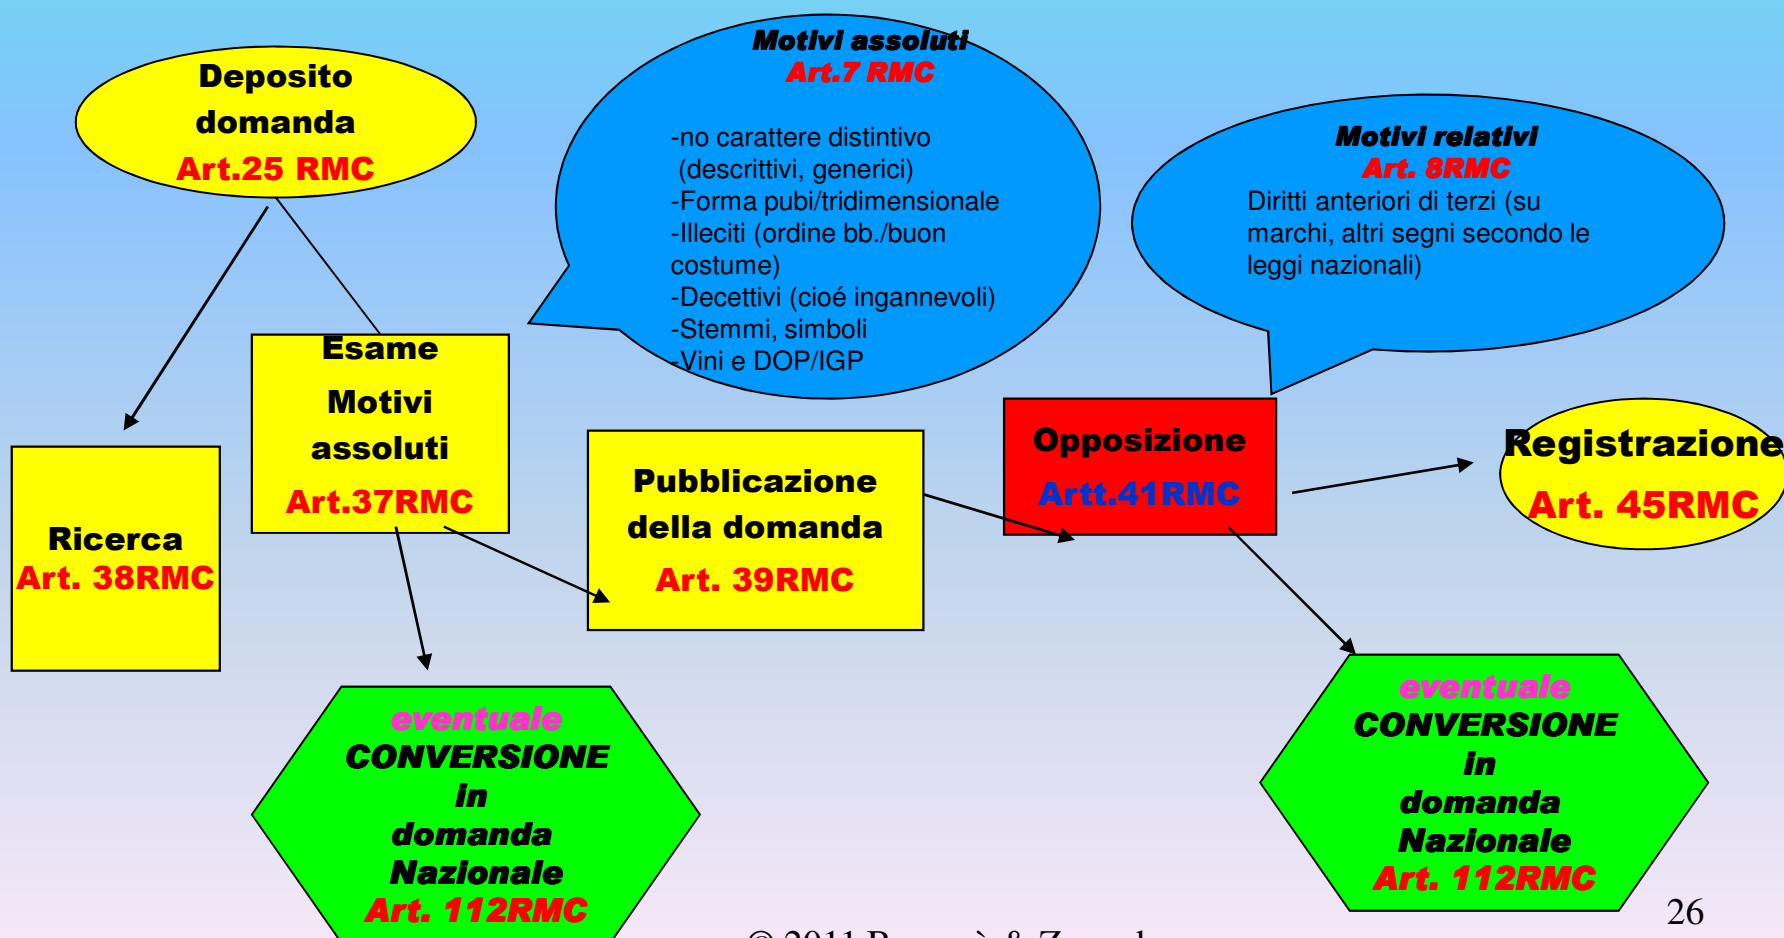 Deposito
domanda
Art.25 RMC
Motivi assoluti
Art.7 RMC
-no carattere distintivo
(descrittivi, generici)
-Forma pubi/tridimensionale
-Illeciti (ordine bb./buon
costume)
-Decettivi (cioé ingannevoli)
-Stemmi, simboli
-Vini e DOP/IGP
Motivi relativi
Art. 8RMC
Diritti anteriori di terzi (su
marchi, altri segni secondo le
leggi nazionali)
Esame
Motivi
assoluti
Art.37RMC
Ricerca
Art. 38RMC
Pubblicazione
della domanda
Art. 39RMC
Opposizione
Artt.41RMC
Registrazione
Art. 45RMC
eventuale
CONVERSIONE
in
domanda
Nazionale
Art. 112RMC
eventuale
CONVERSIONE
in
domanda
Nazionale
Art. 112RMC
26
© 2011